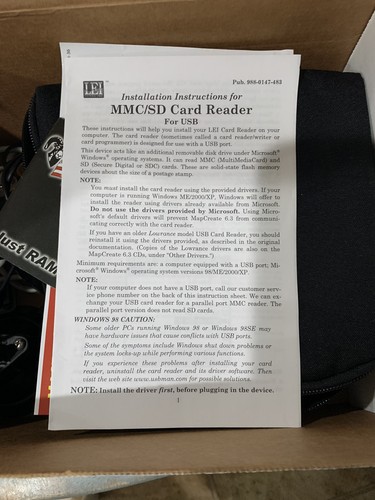 LEI
Pub. 988-0147-483
Installation Instructions for
MMC/SD Card Reader
For USB
These instructions will help you install your LEI Card Reader on your
computer. The card reader (sometimes called a card reader/writer or
card programmer) is designed for use with a USB port.
This device acts like an additional removable disk drive under Microsoft®
Windows® operating systems. It can read MMC (MultiMediaCard) and
SD (Secure Digital or SDC) cards. These are solid-state flash memory
devices about the size of a postage stamp.
NOTE:
You must install the card reader using the provided drivers. If your
computer is running Windows ME/2000/XP, Windows will offer to
install the reader using drivers already available from Microsoft.
Do not use the drivers provided by Microsoft. Using Micro-
soft's default drivers will prevent MapCreate 6.3 from communi-
cating correctly with the card reader.
If you have an older Lowrance model USB Card Reader, you should
reinstall it using the drivers provided, as described in the original
documentation. (Copies of the Lowrance drivers are also on the
MapCreate 6.3 CDs, under "Other Drivers.")
Minimum requirements are: a computer equipped with a USB port; Mi-
crosoft® Windows® operating system versions 98/ME/2000/XP.
NOTE:
If your computer does not have a USB port, call our customer serv-
ice phone number on the back of this instruction sheet. We can ex-
change your USB card reader for a parallel port MMC reader. The
parallel port version does not read SD cards.
WINDOWS 98 CAUTION:
Some older PCs running Windows 98 or Windows 98SE may
have hardware issues that cause conflicts with USB ports.
Some of the symptoms include Windows shut down problems or
the system locks-up while performing various functions.
If you experience these problems after installing your card
reader, uninstall the card reader and its driver software. Then
visit the web site www.usbman.com for possible solutions.
NOTE: Install the driver first, before plugging in the device.
1
Just RAM